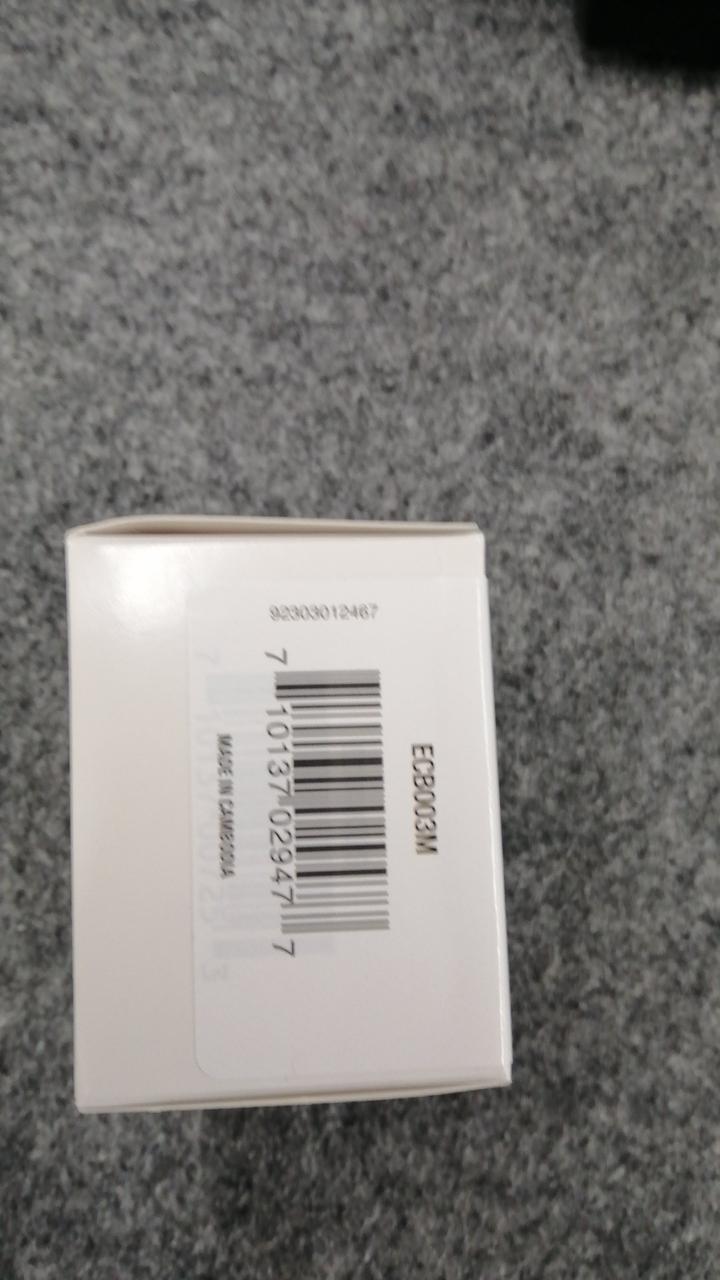 92303012467
ECB003M
7 10137 02947 7
MADE IN CAMBODIA